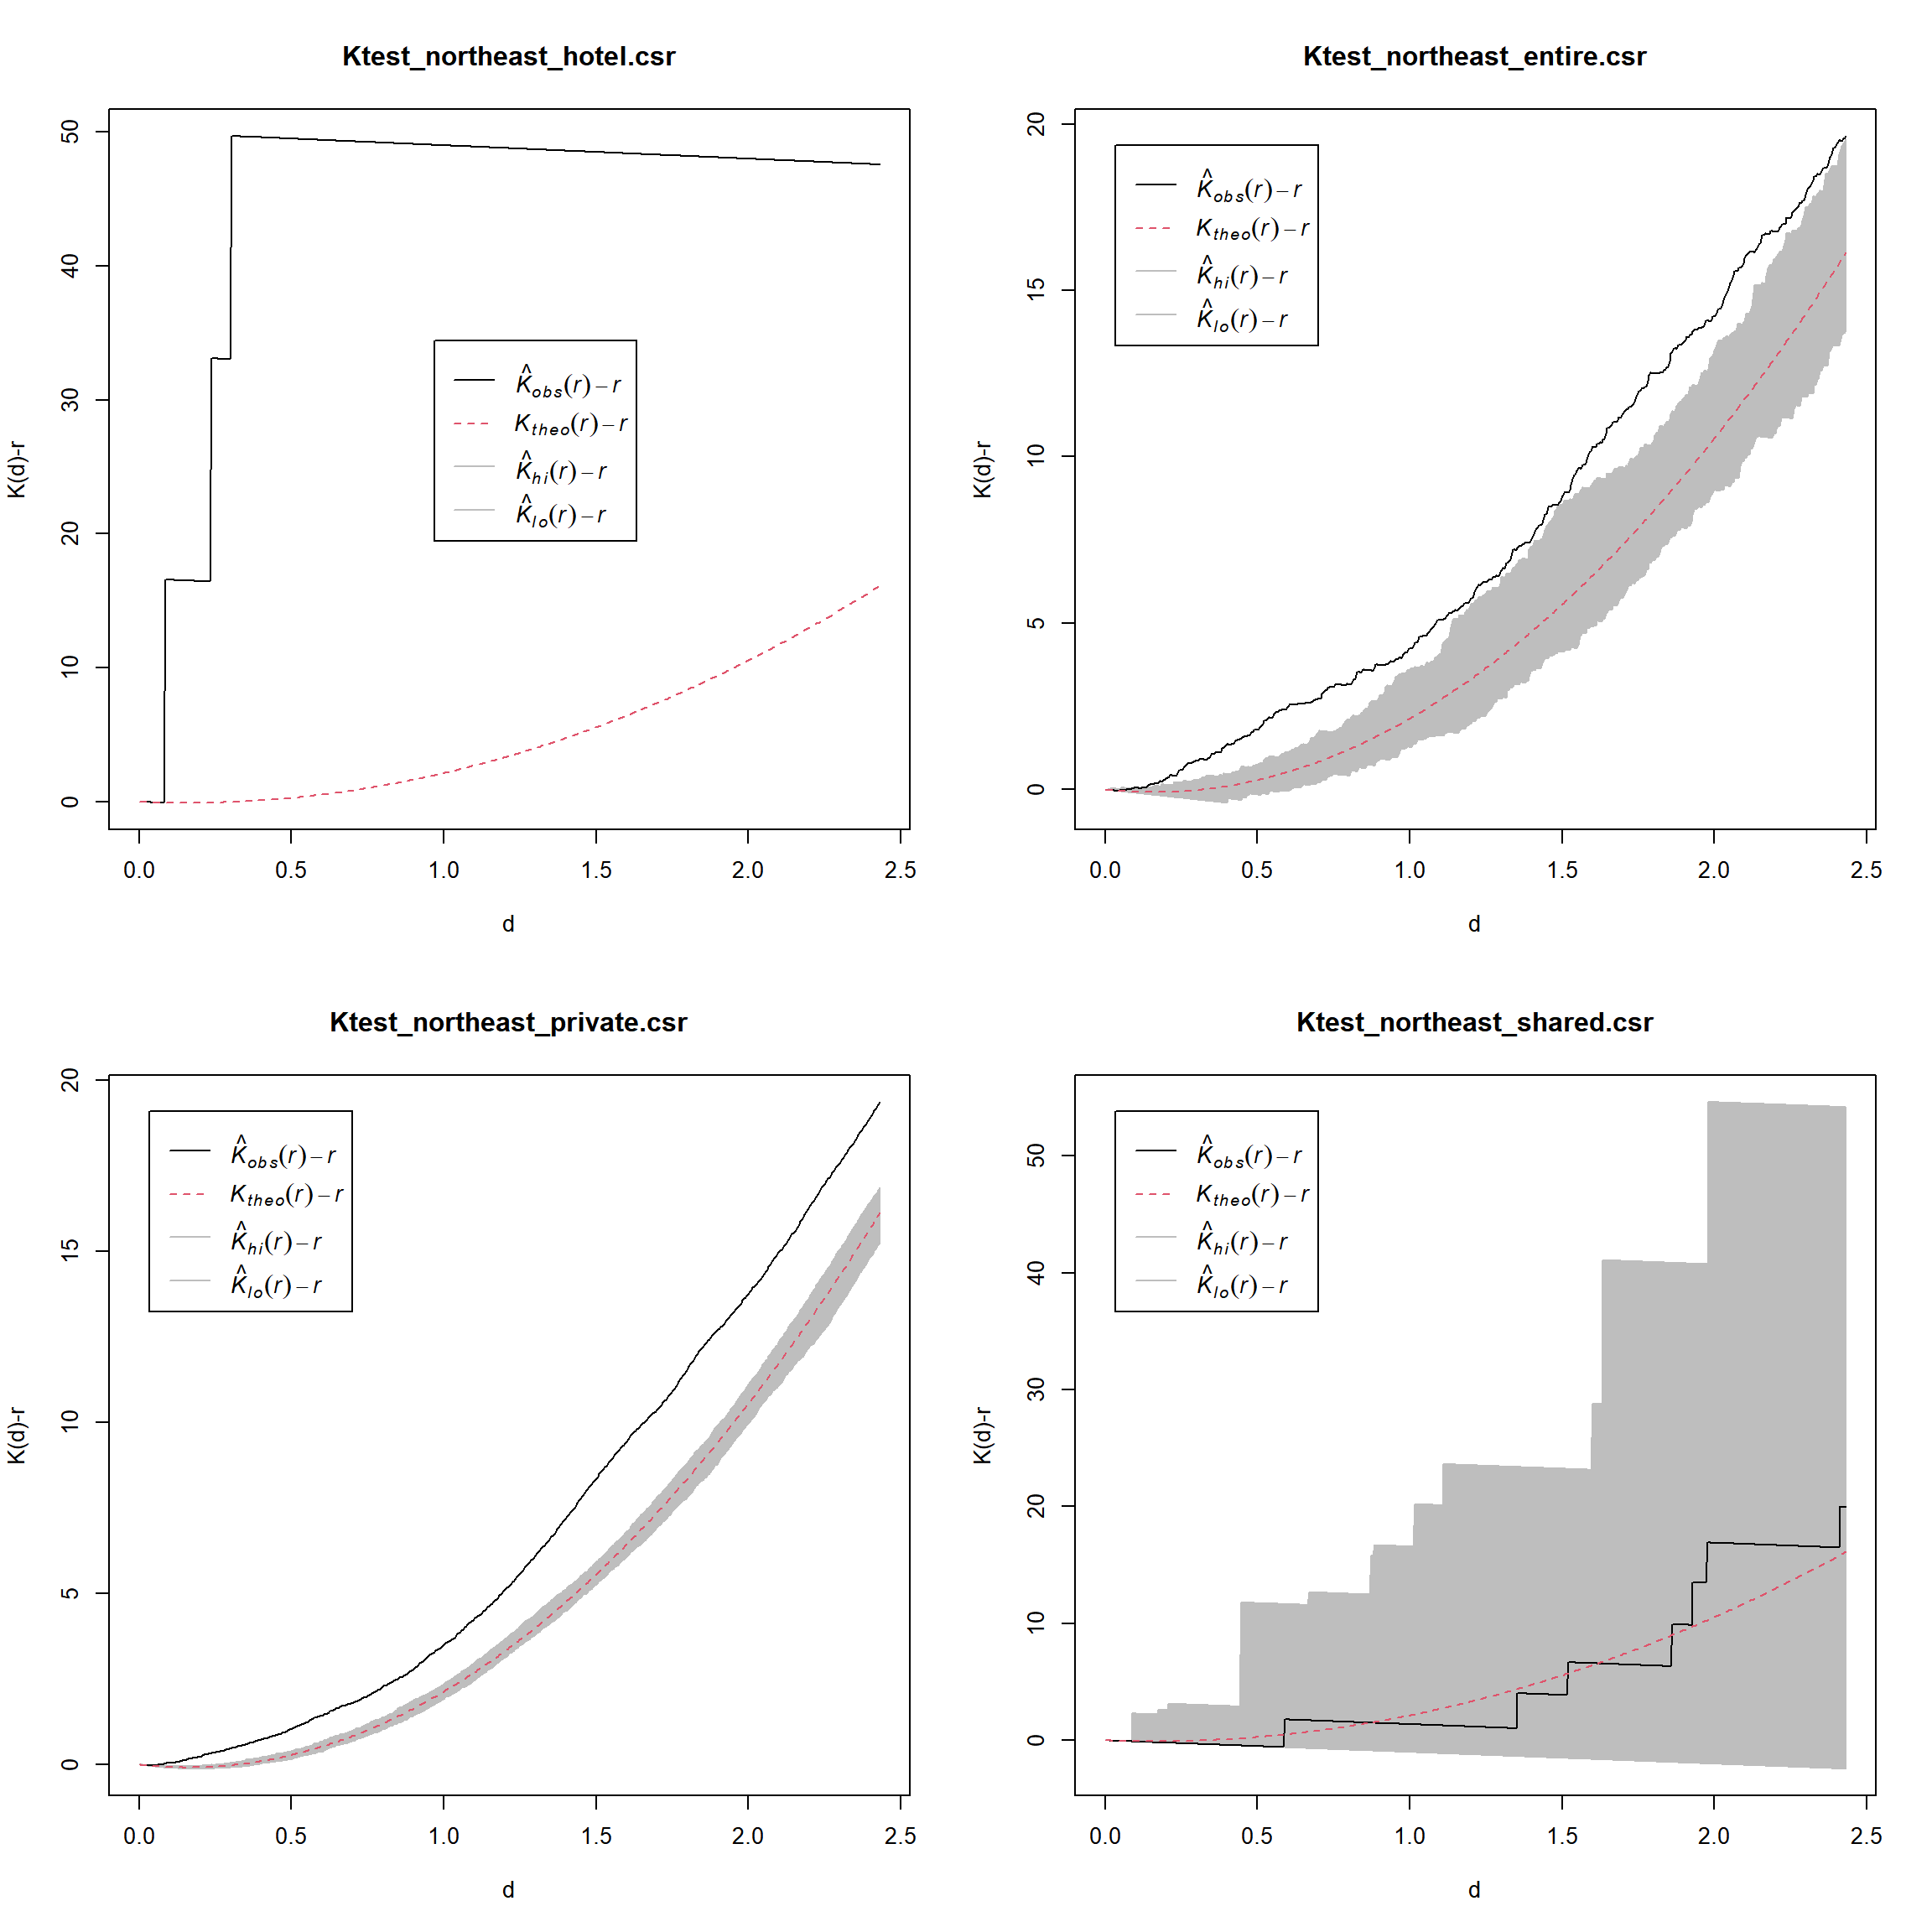 Ktest_northeast_hotel.csr
K(d)-r
50
40
30
20
10
0
K̂obs(r) − r
Ktheo(r) − r
K̂hi(r) − r
K̂lo(r) − r
0.0 0.5 1.0 1.5 2.0 2.5
d
Ktest_northeast_entire.csr
K(d)-r
20
15
10
5
0
K̂obs(r) − r
Ktheo(r) − r
K̂hi(r) − r
K̂lo(r) − r
0.0 0.5 1.0 1.5 2.0 2.5
d
Ktest_northeast_private.csr
K(d)-r
20
15
10
5
0
K̂obs(r) − r
Ktheo(r) − r
K̂hi(r) − r
K̂lo(r) − r
0.0 0.5 1.0 1.5 2.0 2.5
d
Ktest_northeast_shared.csr
K(d)-r
50
40
30
20
10
0
K̂obs(r) − r
Ktheo(r) − r
K̂hi(r) − r
K̂lo(r) − r
0.0 0.5 1.0 1.5 2.0 2.5
d